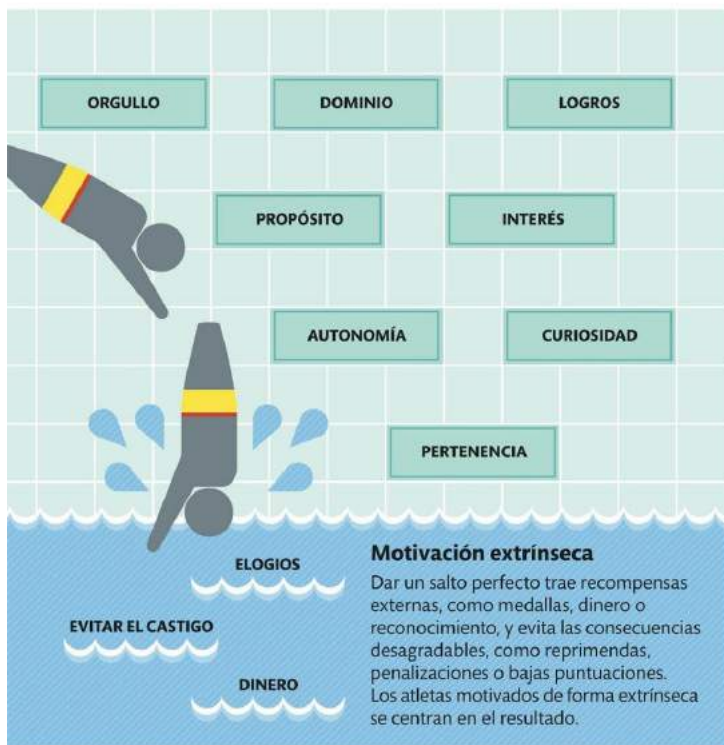 ORGULLO
DOMINIO
LOGROS
PROPÓSITO
INTERÉS
AUTONOMÍA
CURIOSIDAD
PERTENENCIA
ELOGIOS
EVITAR EL CASTIGO
DINERO
Motivación extrínseca
Dar un salto perfecto trae recompensas
externas, como medallas, dinero o
reconocimiento, y evita las consecuencias
desagradables, como reprimendas,
penalizaciones o bajas puntuaciones.
Los atletas motivados de forma extrínseca
se centran en el resultado.